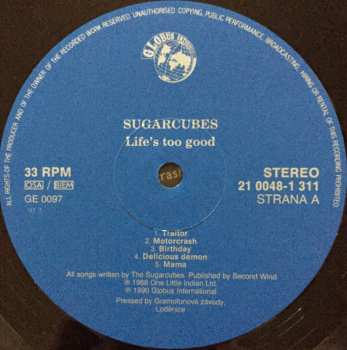 ALL RIGHTS OF THE PRODUCER AND OF THE OWNER OF THE RECORDED WORK RESERVED UNAUTHORISED COPYING, PUBLIC PERFORMANCE, BROADCASTING, HIRING OR RENTAL OF THIS RECORDING PROHIBITED!
GLOBUS INTERNATIONAL
SUGARCUBES
Life's too good
33 RPM
OSA / BIEM
GE 0097
STEREO
21 0048-1 311
STRANA A
1. Traitor
2. Motorcrash
3. Birthday
4. Delicious demon
5. Mama
All songs written by The Sugarcubes. Published by Second Wind
℗ 1988 One Little Indian Ltd.
℗ 1990 Globus International
Pressed by Gramofonové závody,
Loděnice